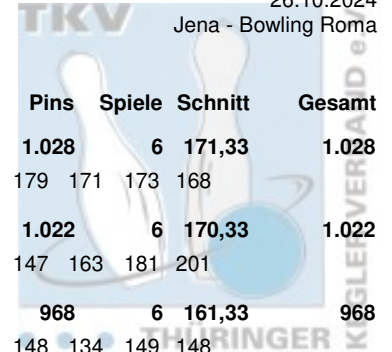 TKV
26.10.2024
Jena - Bowling Roma
Pins Spiele Schnitt Gesamt
1.028 6 171,33 1.028
179 171 173 168
1.022 6 170,33 1.022
147 163 181 201
968 6 161,33 968
148 134 149 148
THÜRINGER
KEGLER VERBAND e.V.